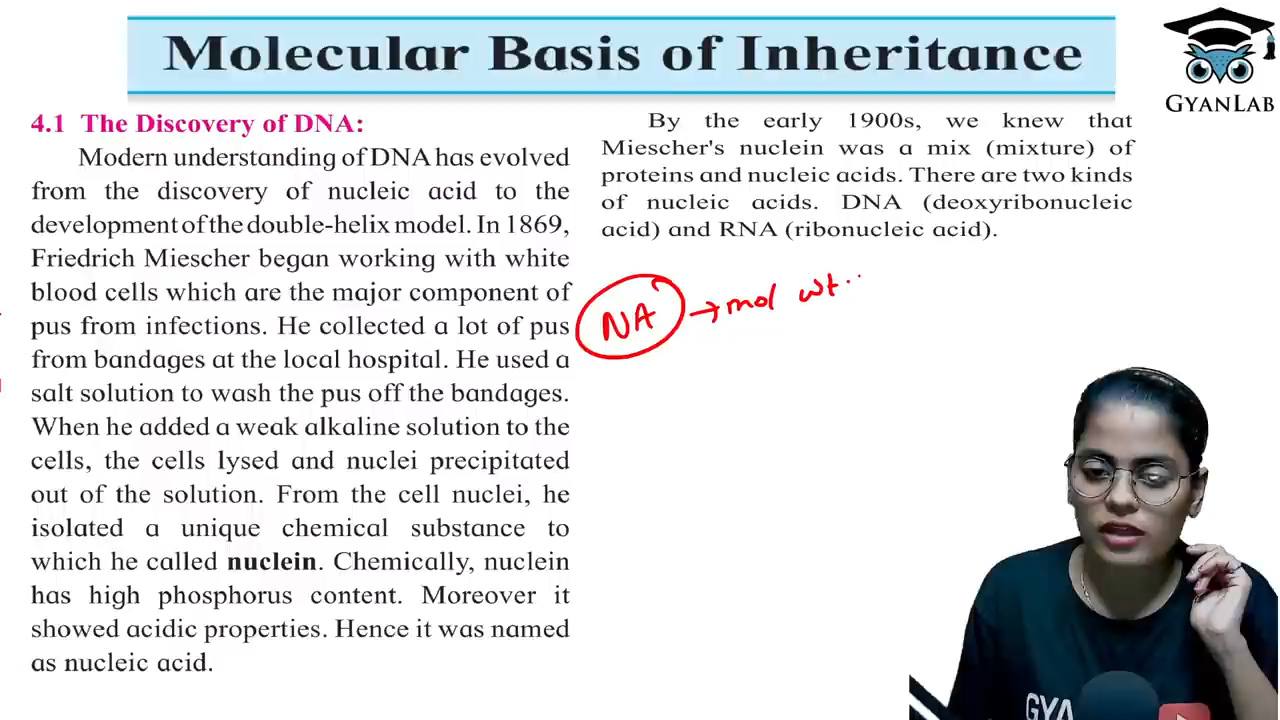 Molecular Basis of Inheritance
GYANLAB
4.1 The Discovery of DNA:
Modern understanding of DNA has evolved
from the discovery of nucleic acid to the
development of the double-helix model. In 1869,
Friedrich Miescher began working with white
blood cells which are the major component of
pus from infections. He collected a lot of pus
from bandages at the local hospital. He used a
salt solution to wash the pus off the bandages.
When he added a weak alkaline solution to the
cells, the cells lysed and nuclei precipitated
out of the solution. From the cell nuclei, he
isolated a unique chemical substance to
which he called nuclein. Chemically, nuclein
has high phosphorus content. Moreover it
showed acidic properties. Hence it was named
as nucleic acid.
By the early 1900s, we knew that
Miescher's nuclein was a mix (mixture) of
proteins and nucleic acids. There are two kinds
of nucleic acids. DNA (deoxyribonucleic
acid) and RNA (ribonucleic acid).
NA → mol wt.
GYA